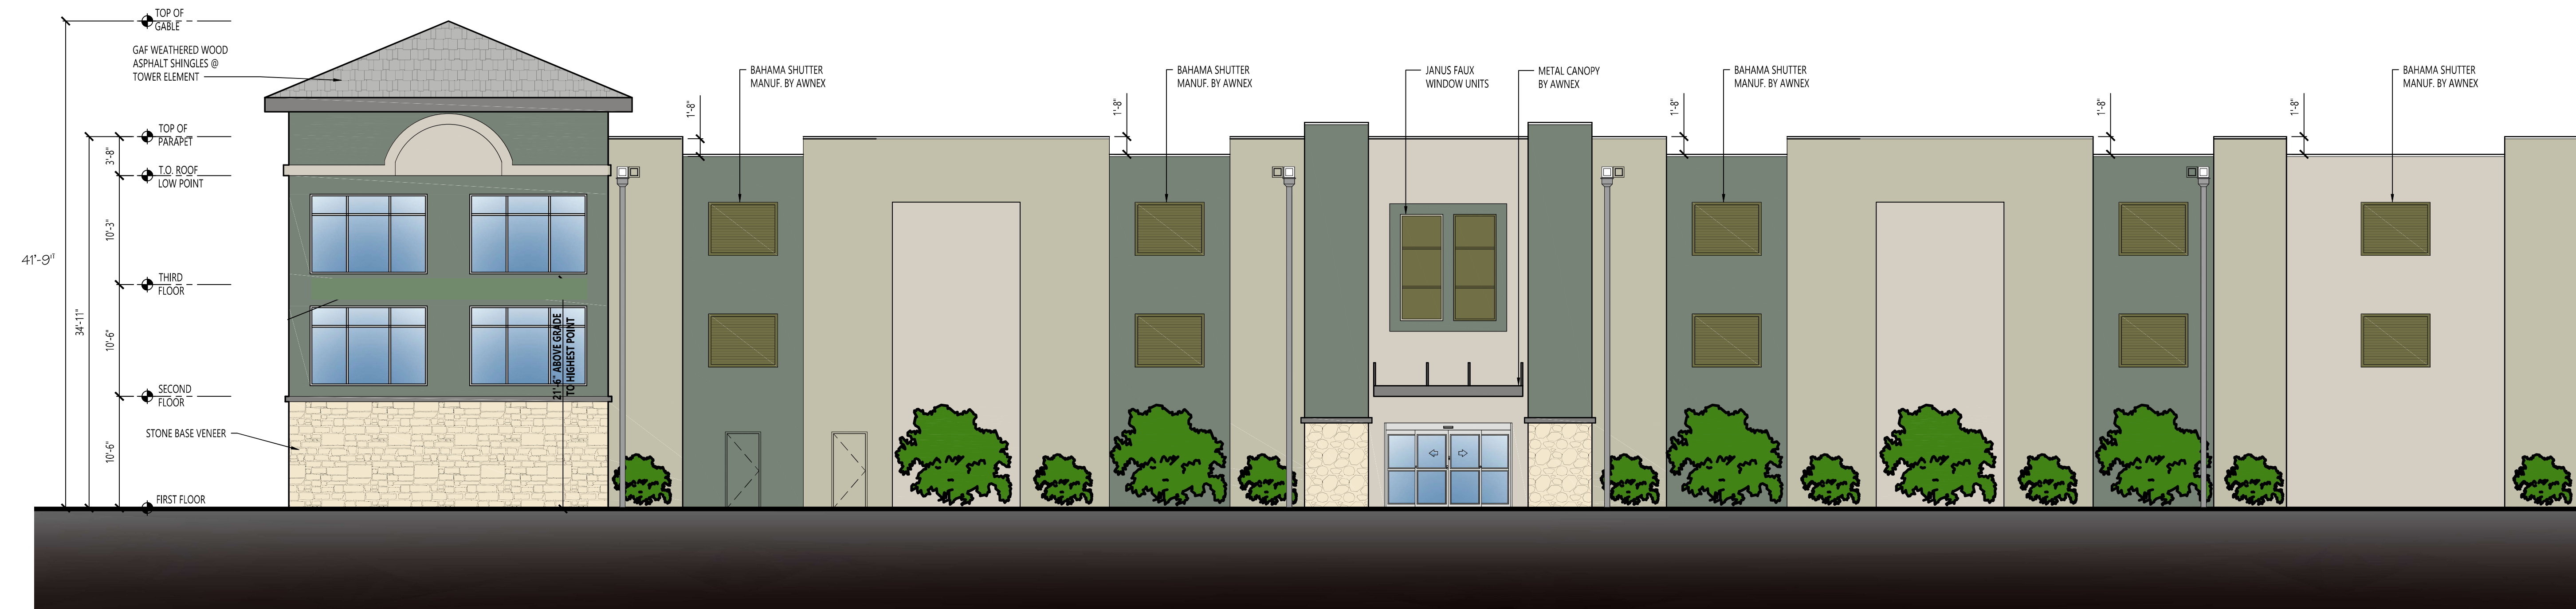 TOP OF
GABLE
GAF WEATHERED WOOD
ASPHALT SHINGLES @
TOWER ELEMENT
TOP OF
PARAPET
T.O. ROOF
LOW POINT
THIRD
FLOOR
SECOND
FLOOR
STONE BASE VENEER
FIRST FLOOR
41'-9"
34'-11"
3'-8"
10'-3"
10'-6"
10'-6"
21'-6" ABOVE GRADE
TO HIGHEST POINT
1'-8"
BAHAMA SHUTTER
MANUF. BY AWNEX
1'-8"
BAHAMA SHUTTER
MANUF. BY AWNEX
JANUS FAUX
WINDOW UNITS
METAL CANOPY
BY AWNEX
1'-8"
BAHAMA SHUTTER
MANUF. BY AWNEX
1'-8"
1'-8"
BAHAMA SHUTTER
MANUF. BY AWNEX